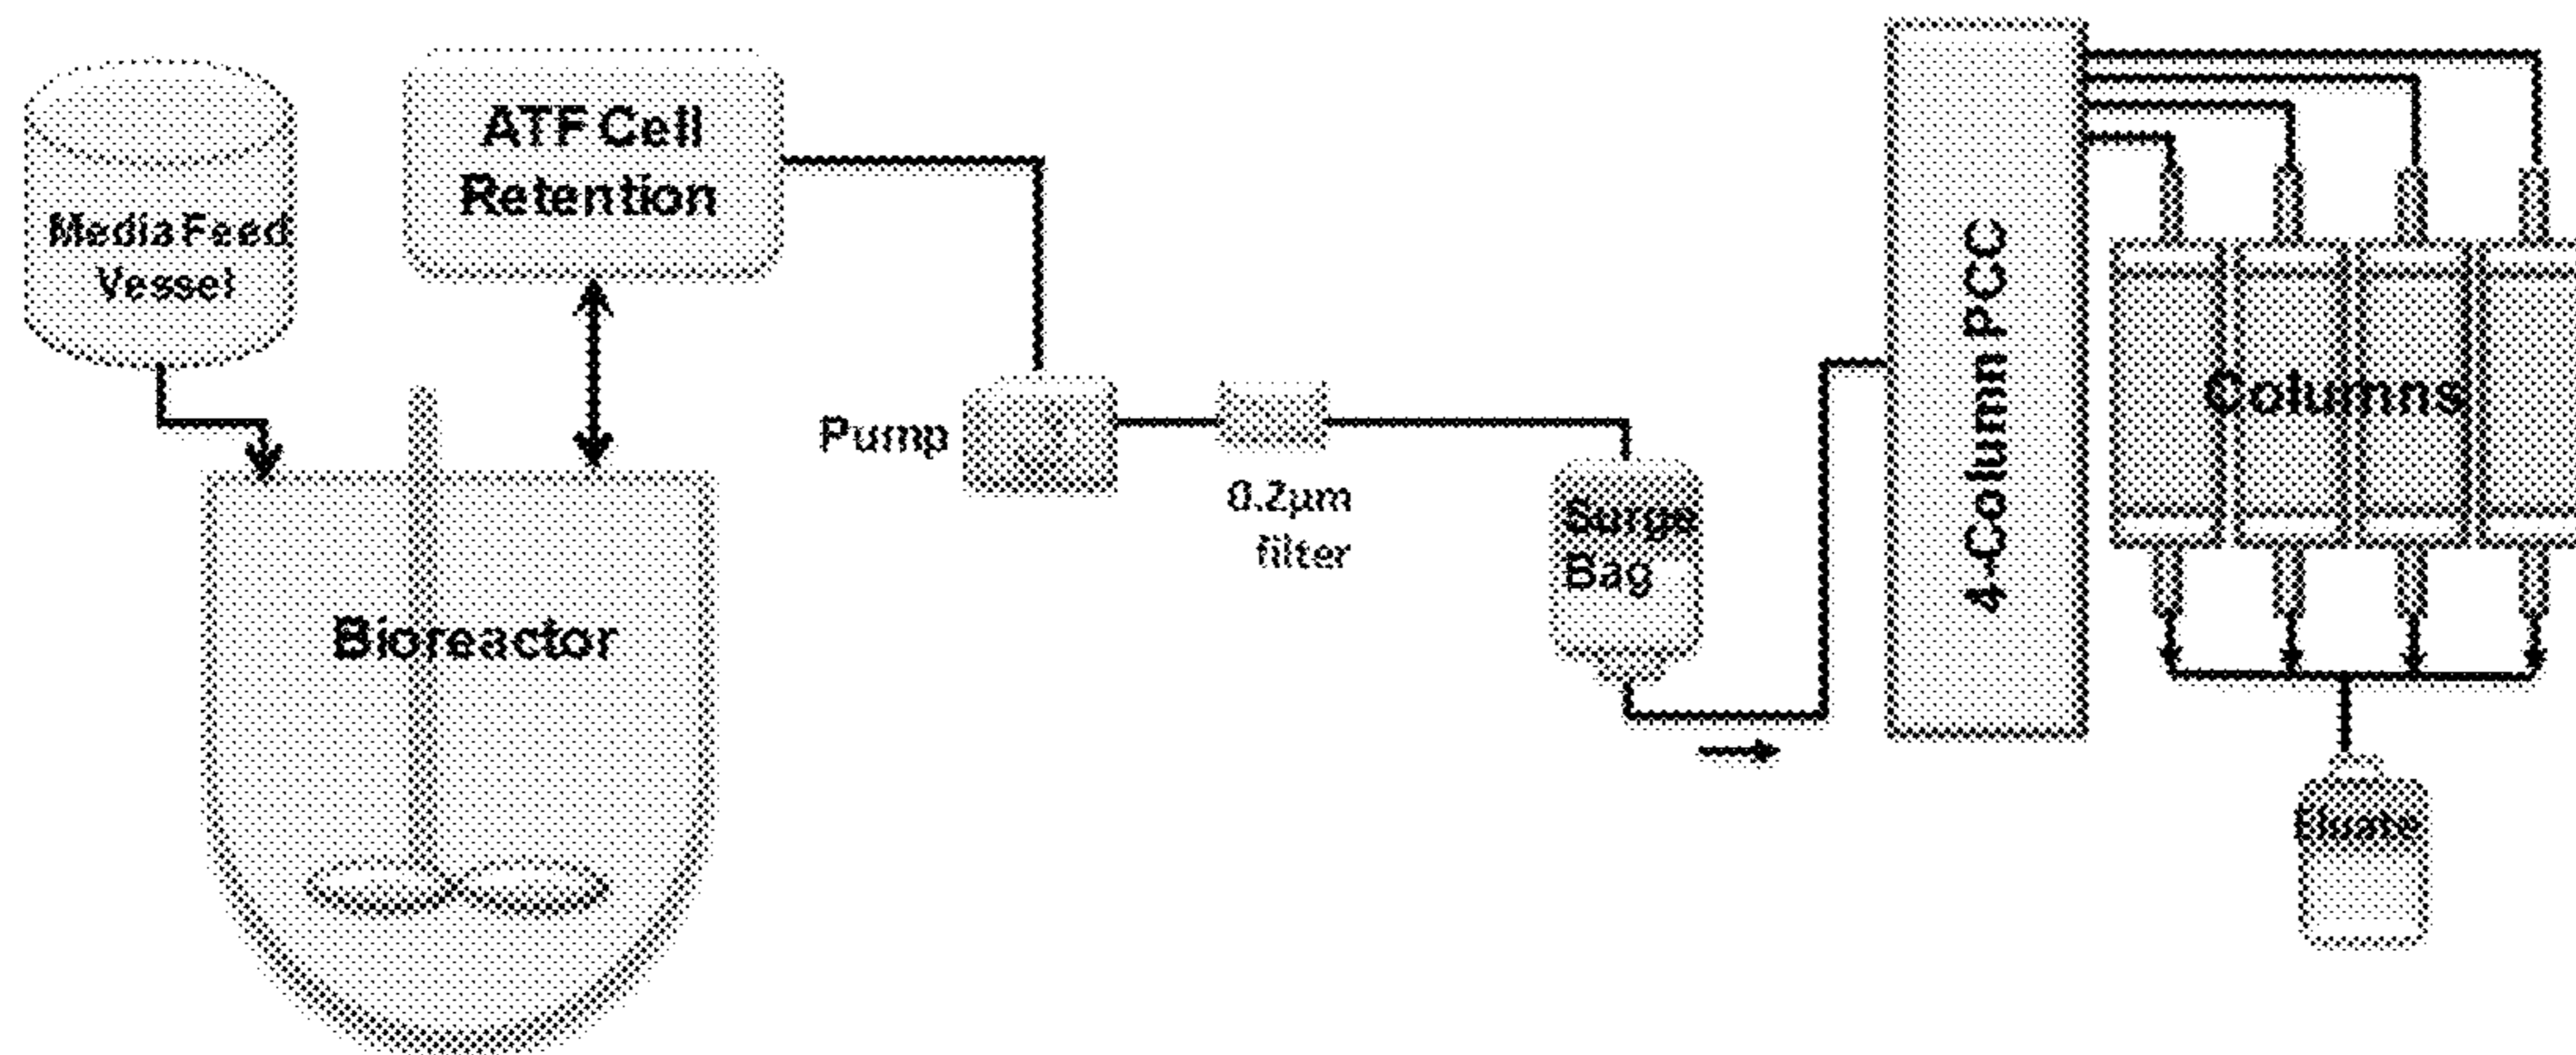 Media Feed
Vessel
ATF Cell
Retention
Bioreactor
Pump
0.2µm
filter
Surge
Bag
4-Column PCC
Columns
Eluate